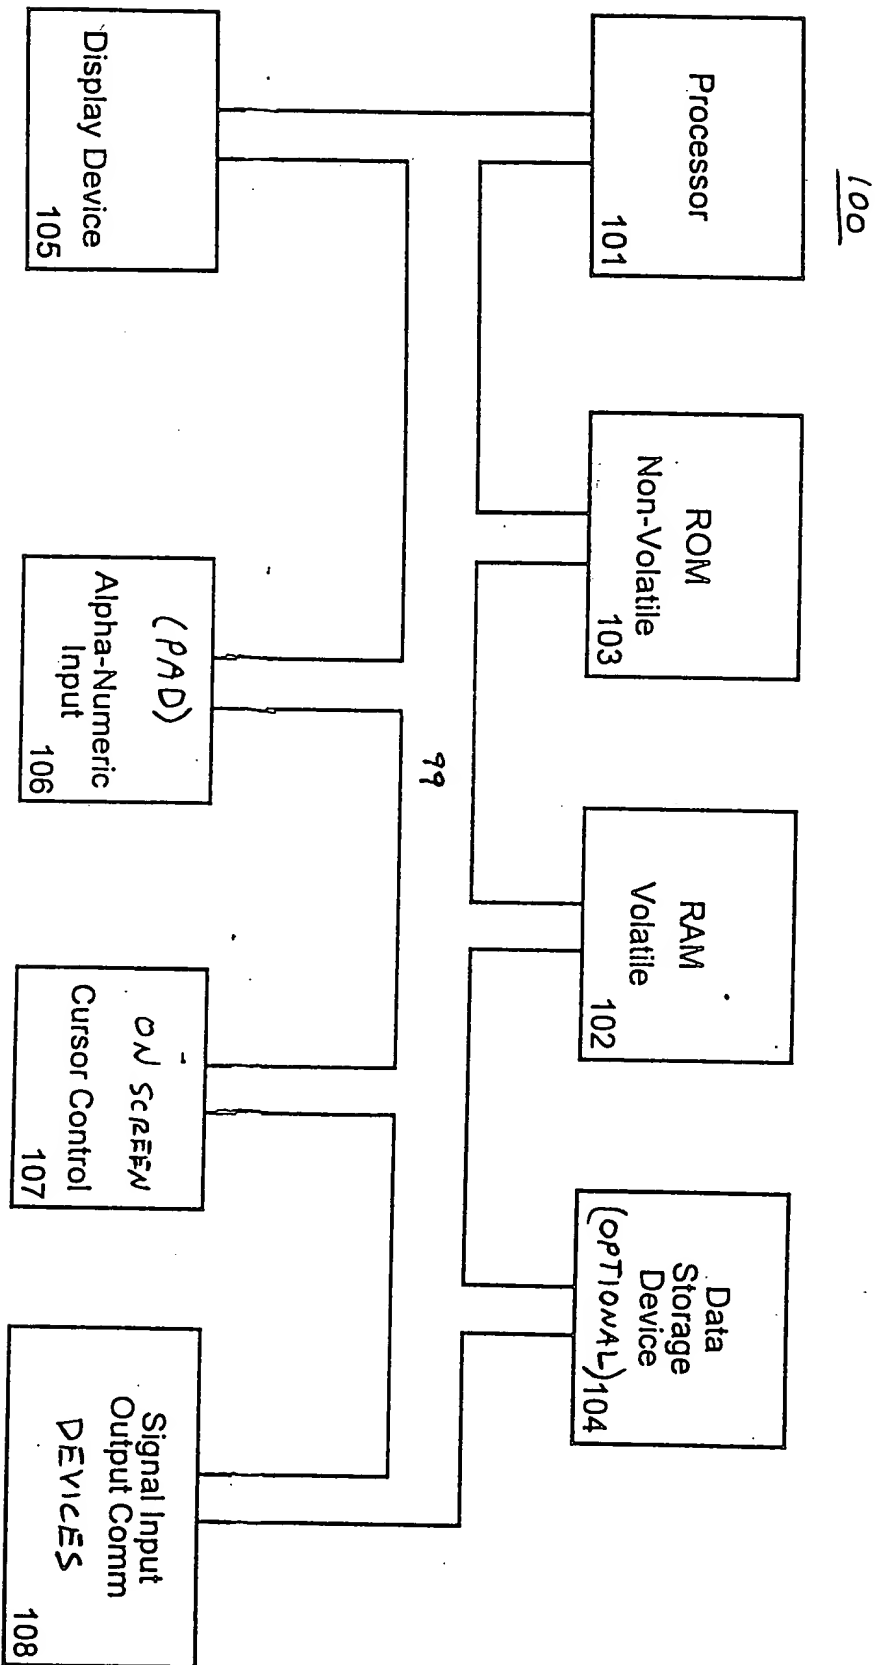 100
Processor
101
ROM
Non-Volatile
103
RAM
Volatile
102
Data
Storage
Device
(OPTIONAL) 104
99
Display Device
105
(PAD)
Alpha-Numeric
Input
106
ON SCREEN
Cursor Control
107
Signal Input
Output Comm
DEVICES
108